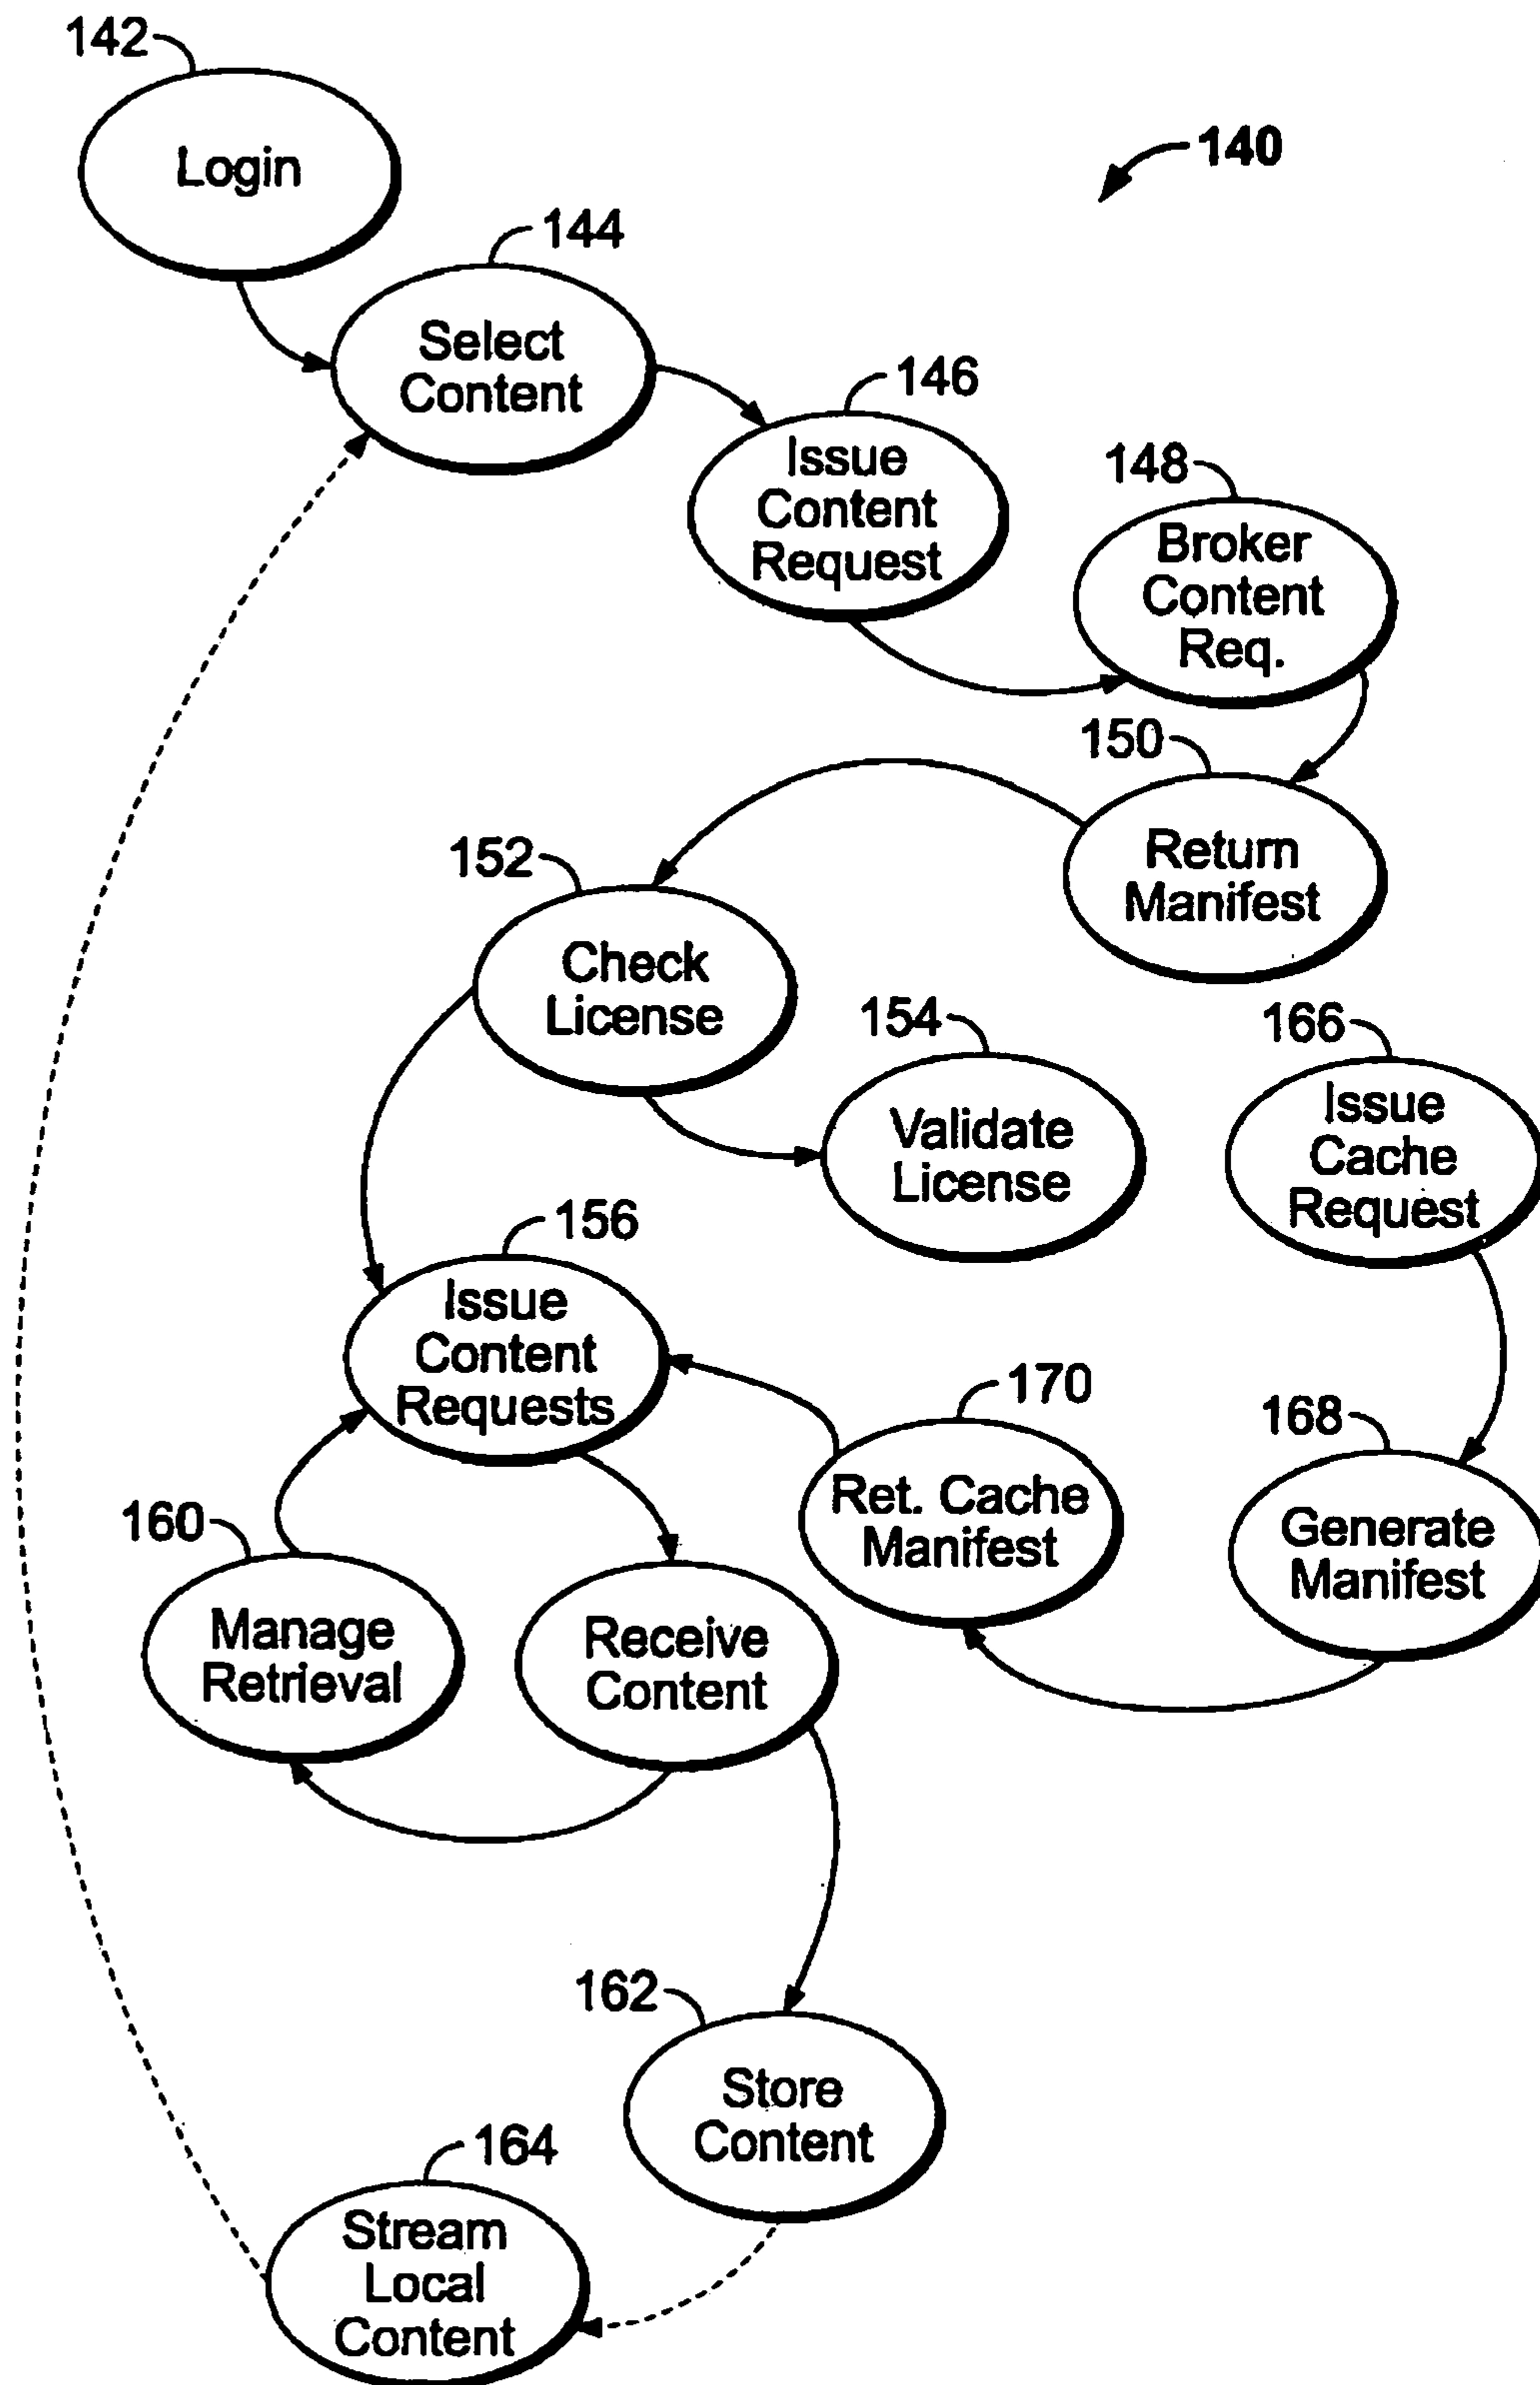 142
Login
140
144
Select
Content
146
Issue
Content
Request
148
Broker
Content
Req.
150
Return
Manifest
152
Check
License
154
Validate
License
166
Issue
Cache
Request
156
Issue
Content
Requests
170
Ret. Cache
Manifest
168
Generate
Manifest
160
Manage
Retrieval
Receive
Content
162
Store
Content
164
Stream
Local
Content